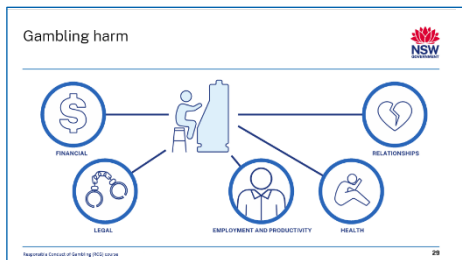 Gambling harm
NSW
GOVERNMENT
$
FINANCIAL
RELATIONSHIPS
LEGAL
EMPLOYMENT AND PRODUCTIVITY
HEALTH
Responsible Conduct of Gambling (RCG) course
29